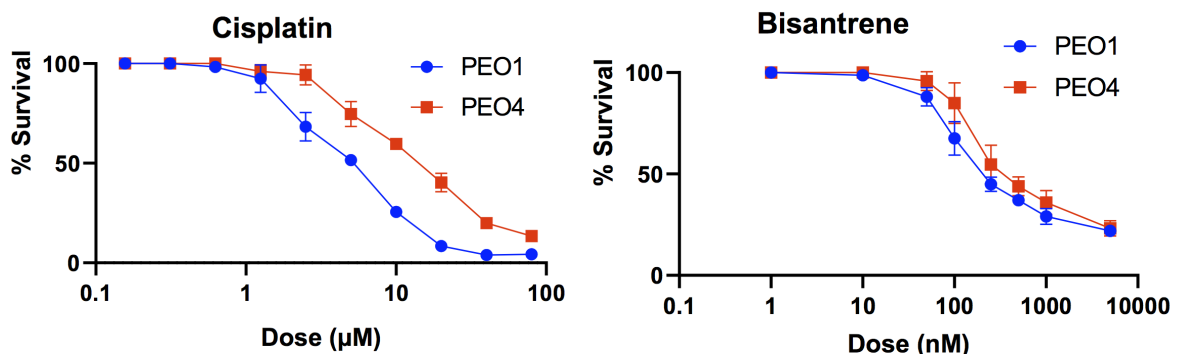 Cisplatin
% Survival
100
50
0
0.1
1
10
100
Dose (µM)
PEO1
PEO4
Bisantrene
% Survival
100
50
0
0.1
1
10
100
1000
10000
Dose (nM)
PEO1
PEO4